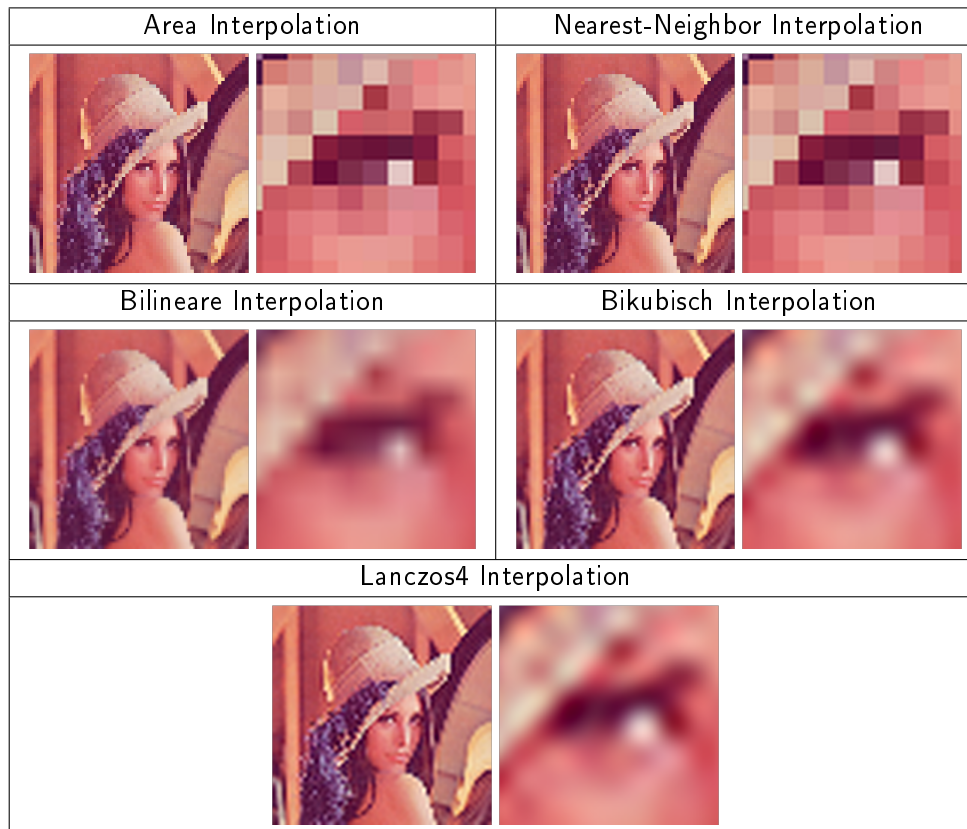 Area Interpolation
Nearest-Neighbor Interpolation
Bilineare Interpolation
Bikubisch Interpolation
Lanczos4 Interpolation